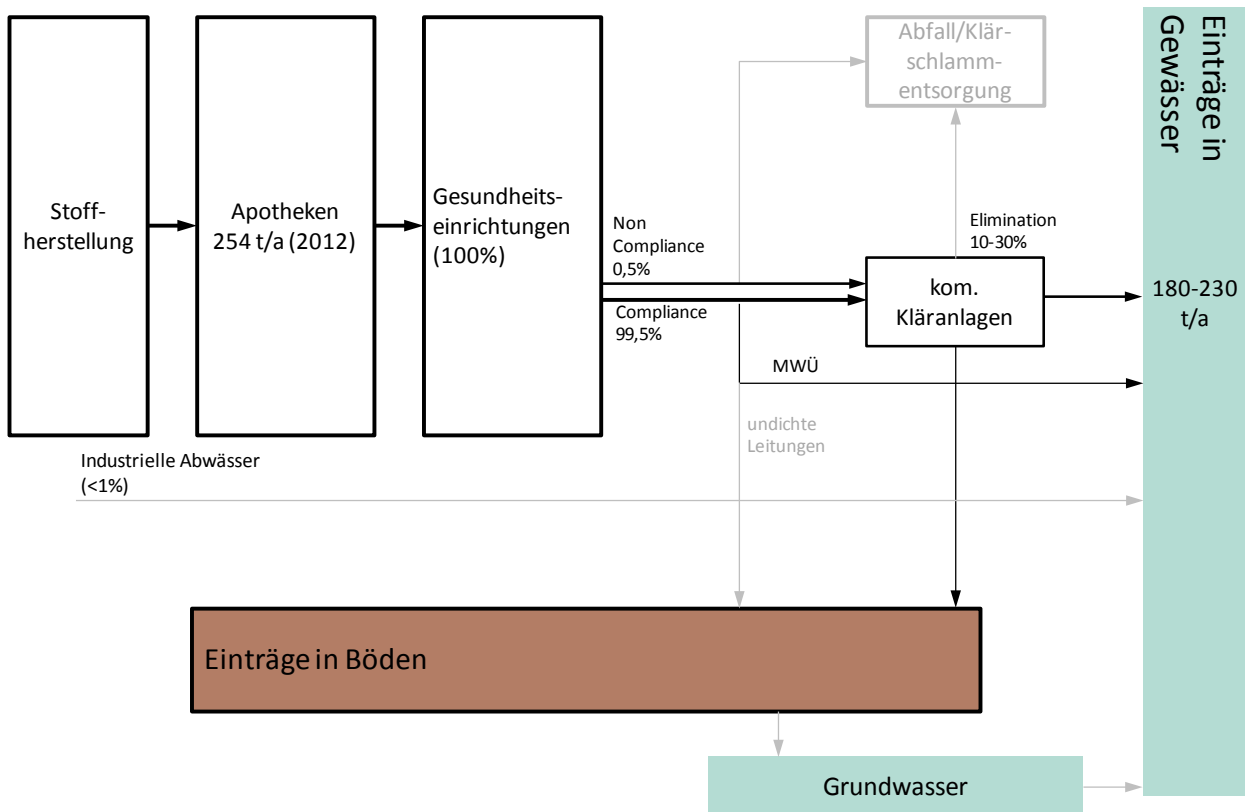 Stoff-
herstellung
Apotheken
254 t/a (2012)
Gesundheits-
einrichtungen
(100%)
Non
Compliance
0,5%
Compliance
99,5%
Abfall/Klär-
schlamm-
entsorgung
Elimination
10-30%
kom.
Kläranlagen
MWÜ
undichte
Leitungen
180-230
t/a
Einträge in
Gewässer
Industrielle Abwässer
(<1%)
Einträge in Böden
Grundwasser